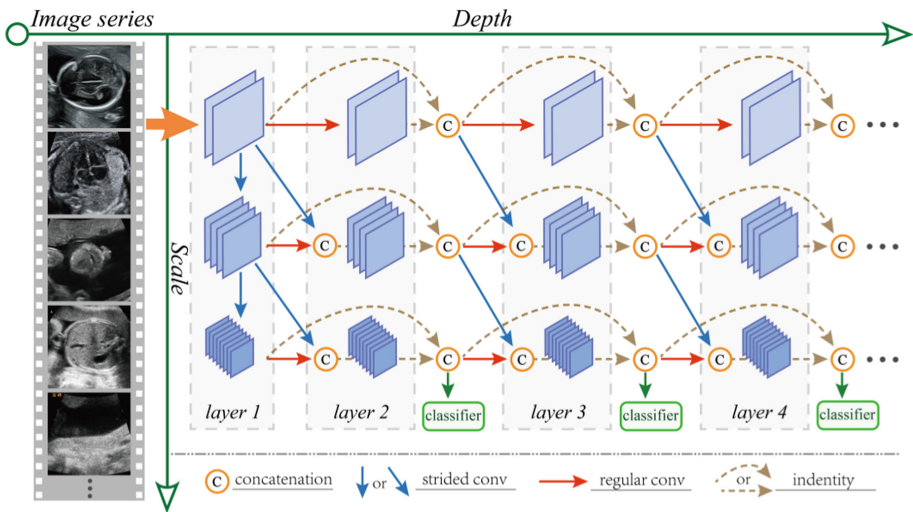 Image series
Depth
Scale
C C C
C C C C C C
C C C C C C
layer 1 layer 2 layer 3 layer 4
classifier classifier classifier
C concatenation or strided conv regular conv or indentity